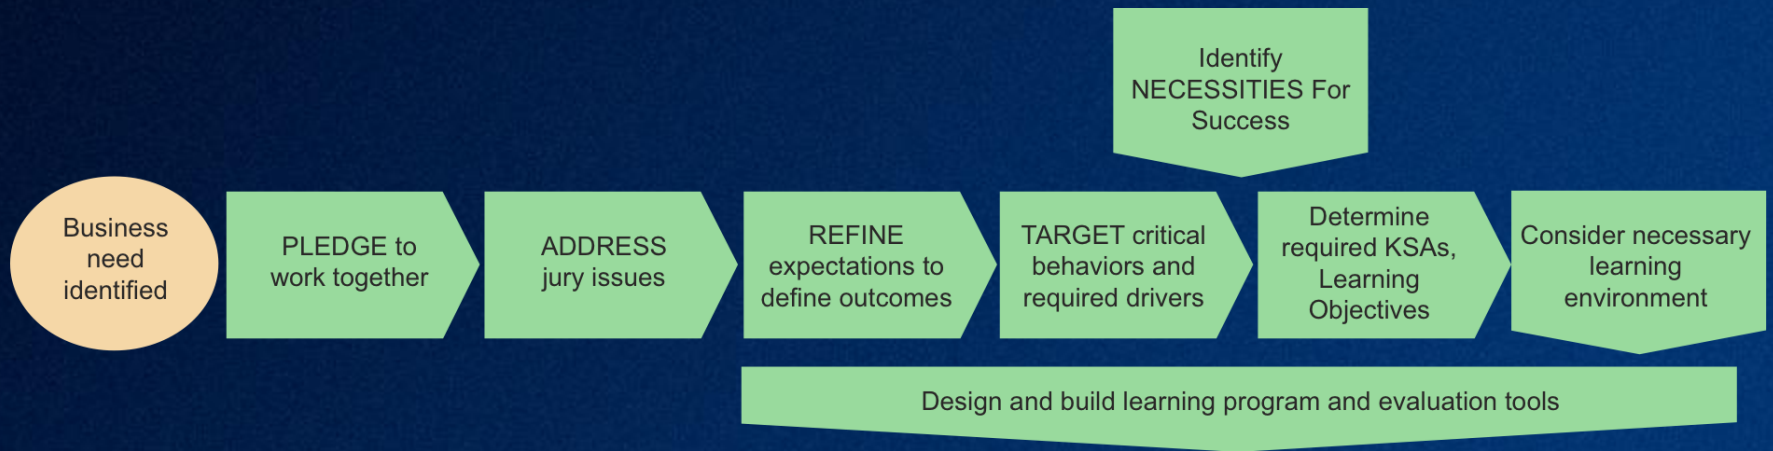 Identify
NECESSITIES For
Success
Business
need
identified
PLEDGE to
work together
ADDRESS
jury issues
REFINE
expectations to
define outcomes
TARGET critical
behaviors and
required drivers
Determine
required KSAs,
Learning
Objectives
Consider necessary
learning
environment
Design and build learning program and evaluation tools